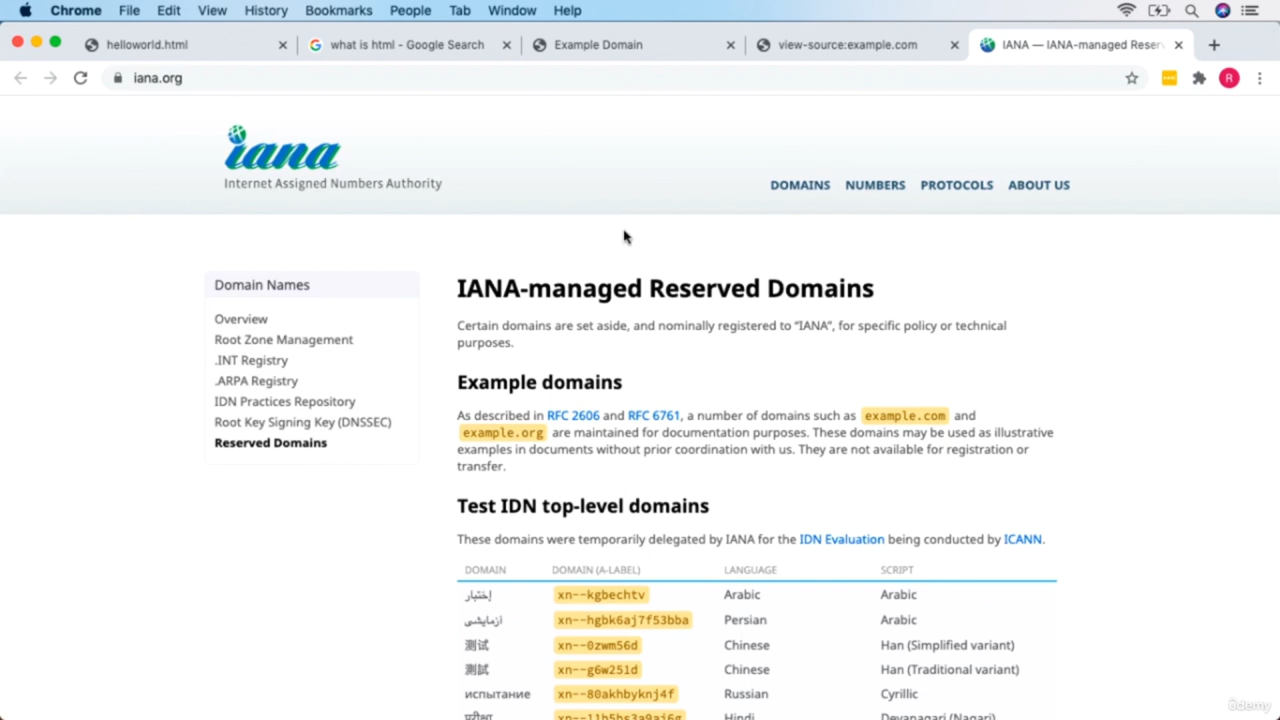 Chrome File Edit View History Bookmarks People Tab Window Help
helloworld.html
what is html - Google Search
Example Domain
view-source:example.com
IANA — IANA-managed Reser
iana.org
R
iana
Internet Assigned Numbers Authority
DOMAINS NUMBERS PROTOCOLS ABOUT US
Domain Names
Overview
Root Zone Management
.INT Registry
.ARPA Registry
IDN Practices Repository
Root Key Signing Key (DNSSEC)
Reserved Domains
IANA-managed Reserved Domains
Certain domains are set aside, and nominally registered to “IANA”, for specific policy or technical
purposes.
Example domains
As described in RFC 2606 and RFC 6761, a number of domains such as example.com and
example.org are maintained for documentation purposes. These domains may be used as illustrative
examples in documents without prior coordination with us. They are not available for registration or
transfer.
Test IDN top-level domains
These domains were temporarily delegated by IANA for the IDN Evaluation being conducted by ICANN.
DOMAIN DOMAIN (A-LABEL) LANGUAGE SCRIPT
إختبار xn--kgbechtv Arabic Arabic
آزمایشی xn--hgbk6aj7f53bba Persian Arabic
测试 xn--0zwm56d Chinese Han (Simplified variant)
測試 xn--g6w251d Chinese Han (Traditional variant)
испытание xn--80akhbyknj4f Russian Cyrillic
परीक्षा xn--11b5bs3a9aj6g Hindi Devanagari (Nagari)
ûdemy